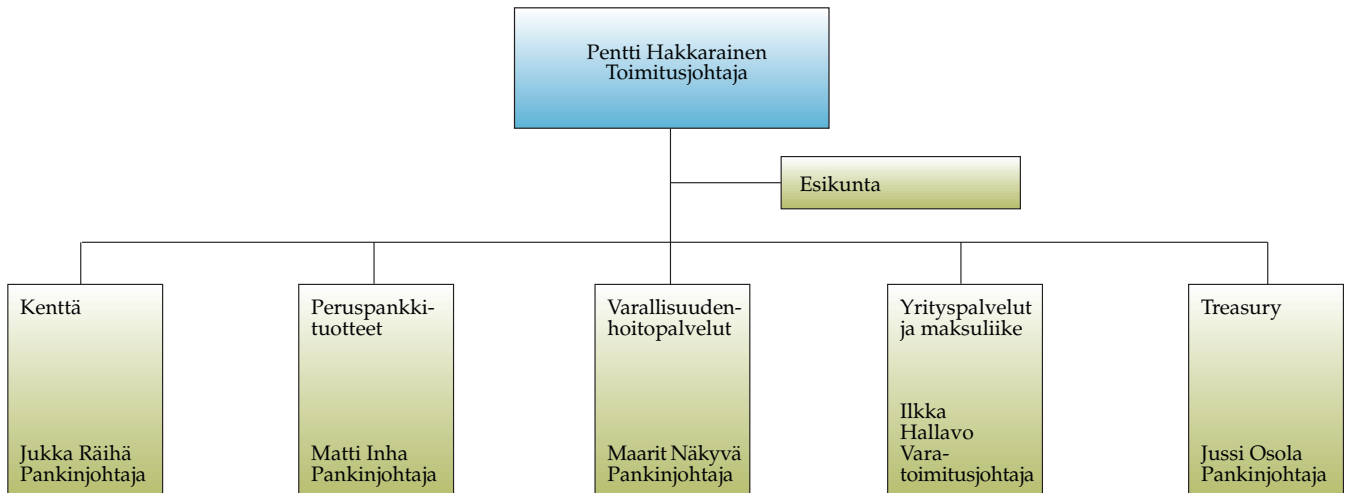 Pentti Hakkarainen
Toimitusjohtaja
Esikunta
Kenttä
Jukka Räihä
Pankinjohtaja
Peruspankki-
tuotteet
Matti Inha
Pankinjohtaja
Varallisuuden-
hoitopalvelut
Maarit Näkyvä
Pankinjohtaja
Yrityspalvelut
ja maksuliike
Ilkka
Hallavo
Vara-
toimitusjohtaja
Treasury
Jussi Osola
Pankinjohtaja